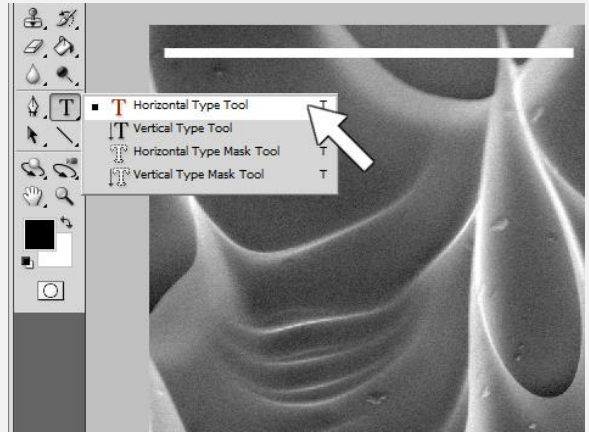 T
Horizontal Type Tool T
Vertical Type Tool
Horizontal Type Mask Tool T
Vertical Type Mask Tool T